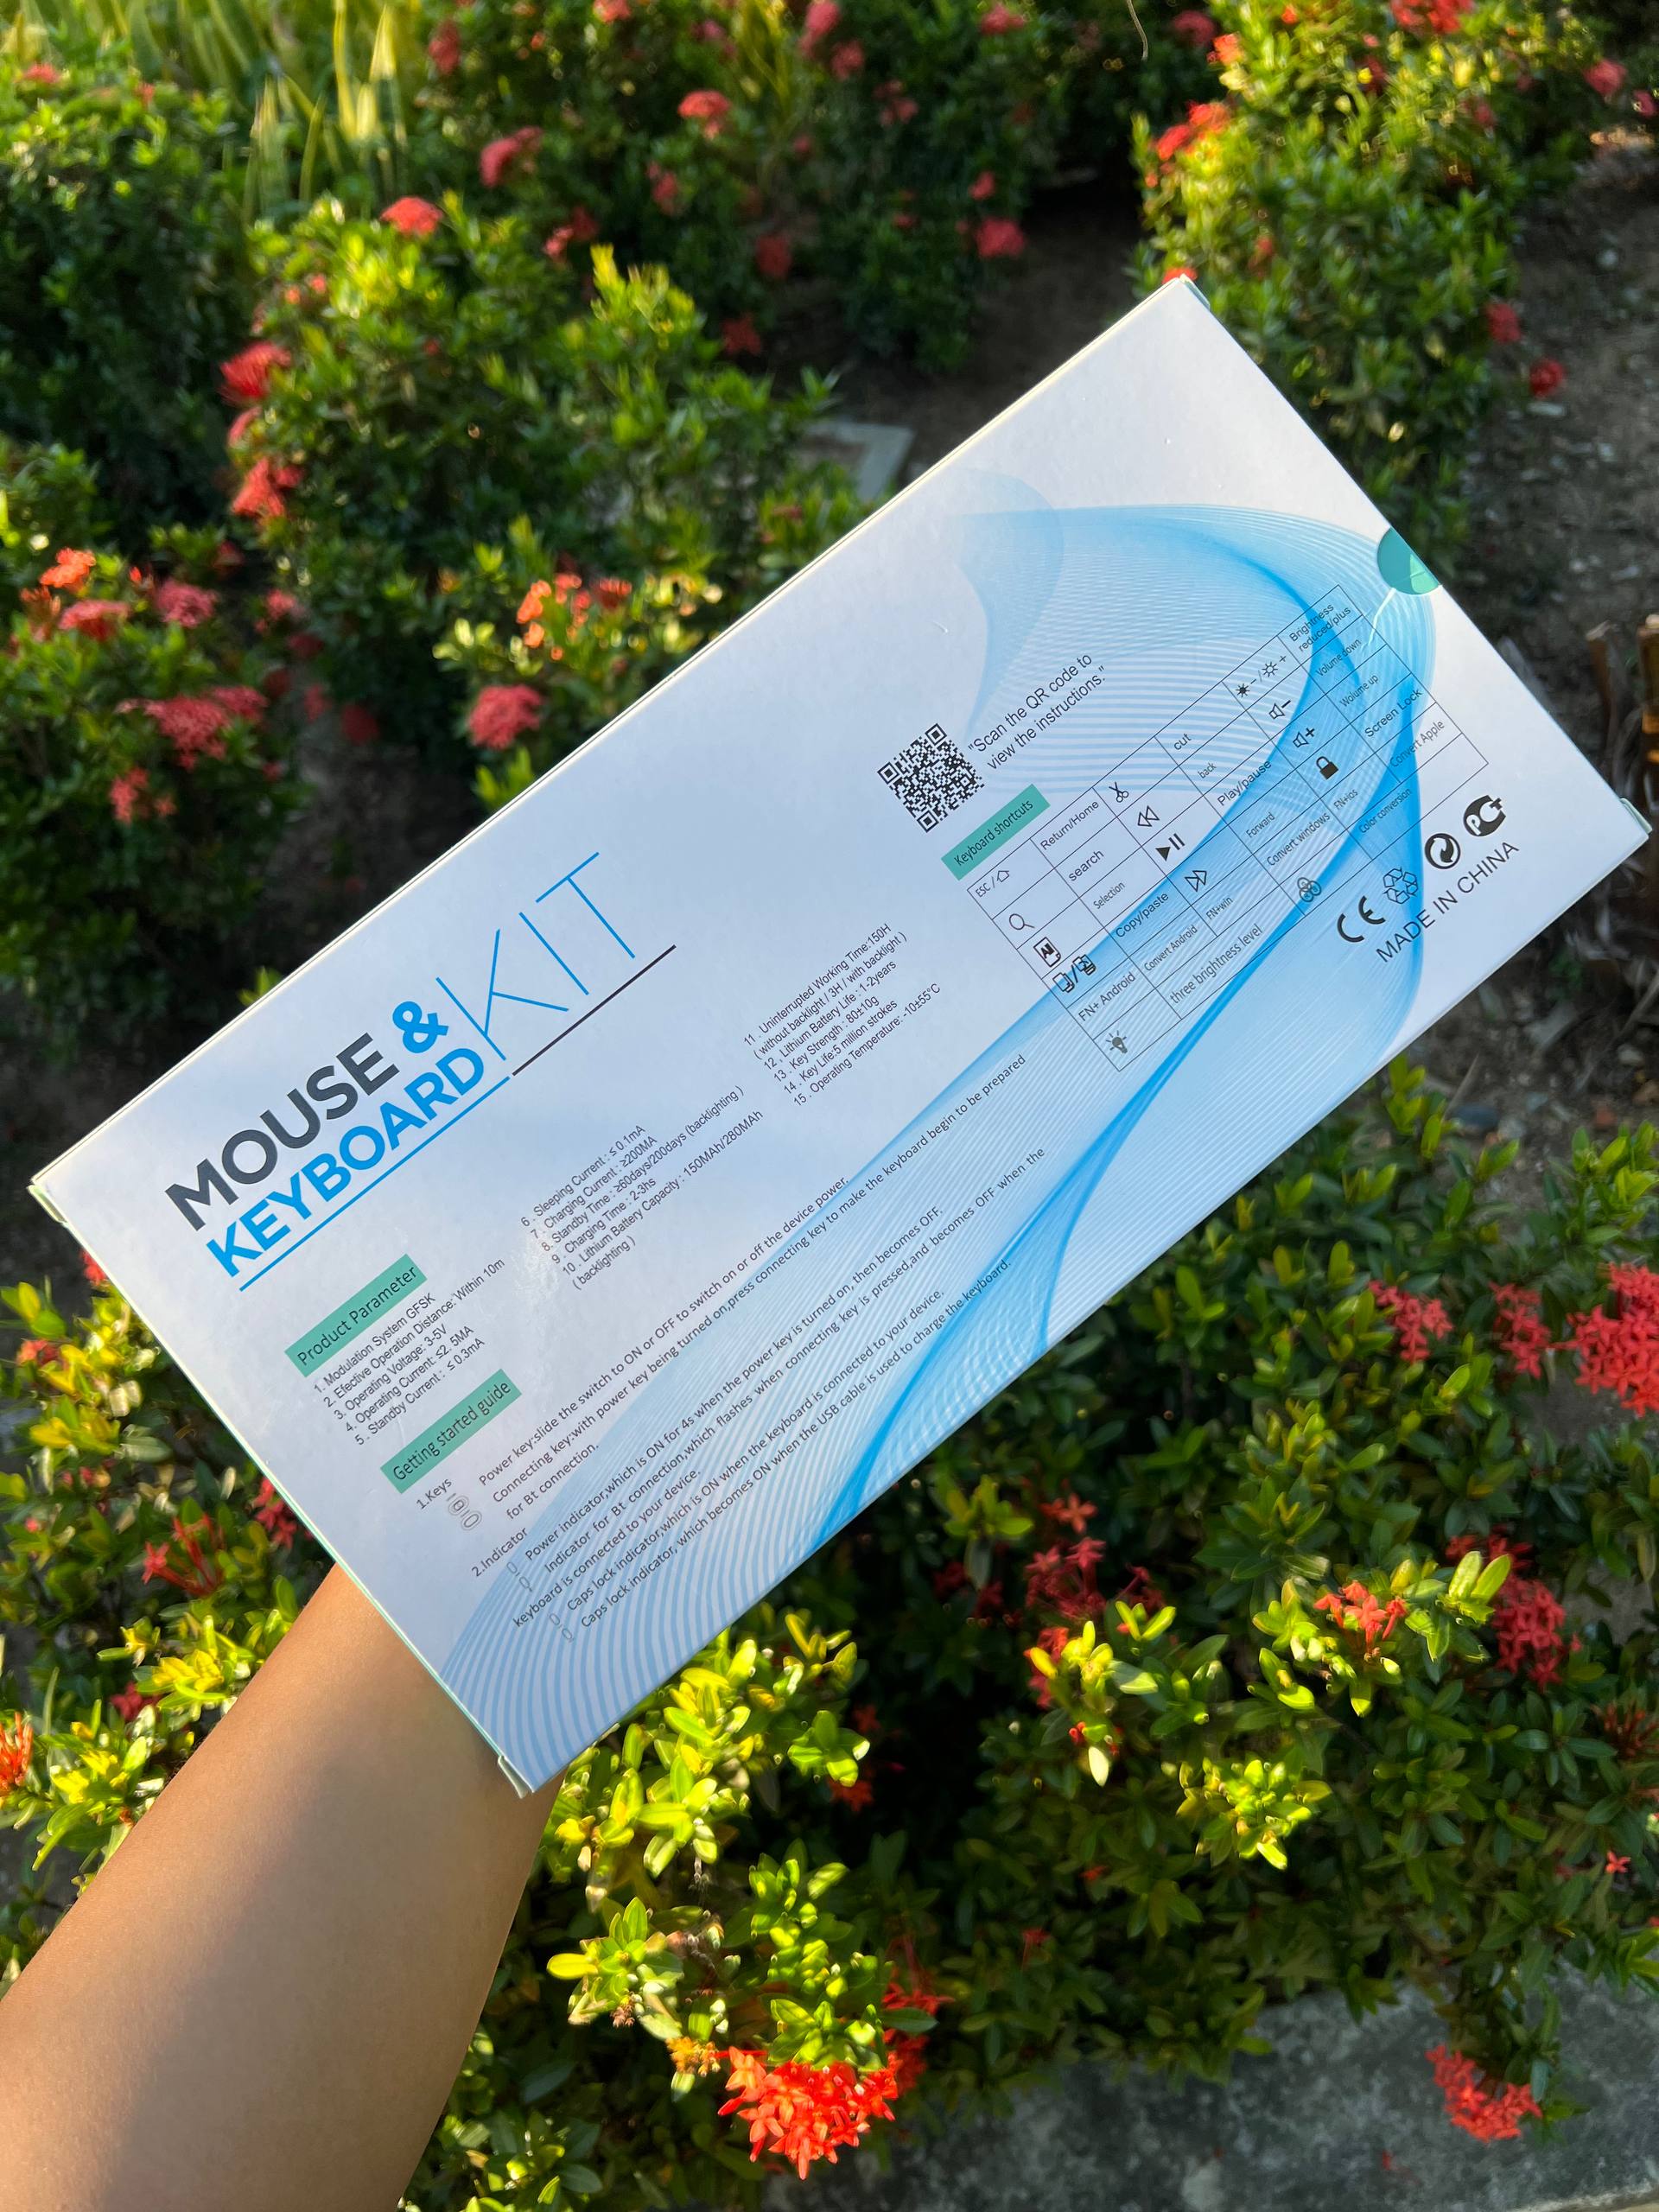 MOUSE &
KEYBOARD KIT
Product Parameter
1. Modulation System GFSK
2. Efective Operation Distance: Within 10m
3. Operating Voltage: 3-5V
4. Operating Current: ≤2. 5MA
5. Standby Current : ≤ 0.3mA
6 . Sleeping Current : ≤ 0.1mA
7 . Charging Current : ≥200MA
8. Standby Time : ≥60days/200days (backlighting )
9 . Charging Time : 2-3hs
10 . Lithium Battery Capacity : 150MAh/280MAh
( backlighting )
11 . Uninterrupted Working Time:150H
( without backlight / 3H / with backlight )
12 . Lithium Battery Life : 1-2years
13 . Key Strength : 80±10g
14 . Key Life:5 million strokes
15 . Operating Temperature: -10±55°C
Getting started guide
1.Keys
Power key:slide the switch to ON or OFF to switch on or off the device power.
Connecting key:with power key being turned on,press connecting key to make the keyboard begin to be prepared
for Bt connection.
2.Indicator
Power indicator,which is ON for 4s when the power key is turned on, then becomes OFF.
Indicator for Bt connection,which flashes when connecting key is pressed,and becomes OFF when the
keyboard is connected to your device.
Caps lock indicator,which is ON when the keyboard is connected to your device.
Caps lock indicator, which becomes ON when the USB cable is used to charge the keyboard.
"Scan the QR code to
view the instructions."
Keyboard shortcuts
ESC / Return/Home cut Brightness
reduced/plus
search back Volume down
Selection Play/pause Wolume up
Copy/paste Forward Screen Lock
FN+ Android Convert Android FN+win Convert windows FN+ios Convert Apple
three brightness level Color conversion
CE PCT
MADE IN CHINA